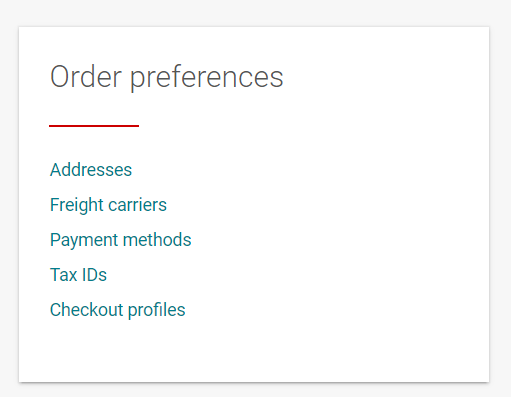 Order preferences
Addresses
Freight carriers
Payment methods
Tax IDs
Checkout profiles